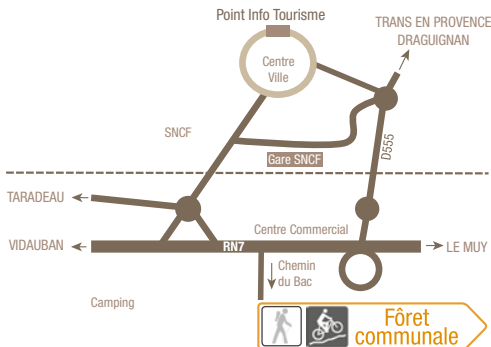 Point Info Tourisme
TRANS EN PROVENCE
DRAGUIGNAN
Centre
Ville
SNCF
D555
Gare SNCF
TARADEAU
Centre Commercial
VIDAUBAN
RN7
LE MUY
Chemin
du Bac
Camping
Fôret
communale